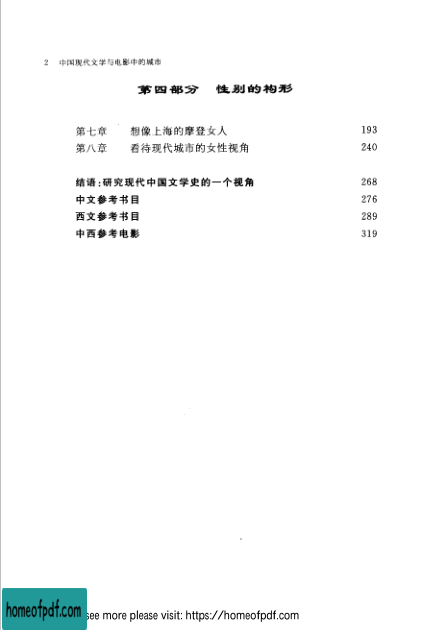 2 中国现代文学与电影中的城市
第四部分 性别的构形
第七章 想像上海的摩登女人 193
第八章 看待现代城市的女性视角 240
结语:研究现代中国文学史的一个视角 268
中文参考书目 276
西文参考书目 289
中西参考电影 319
homeofpdf.com
see more please visit: https://homeofpdf.com